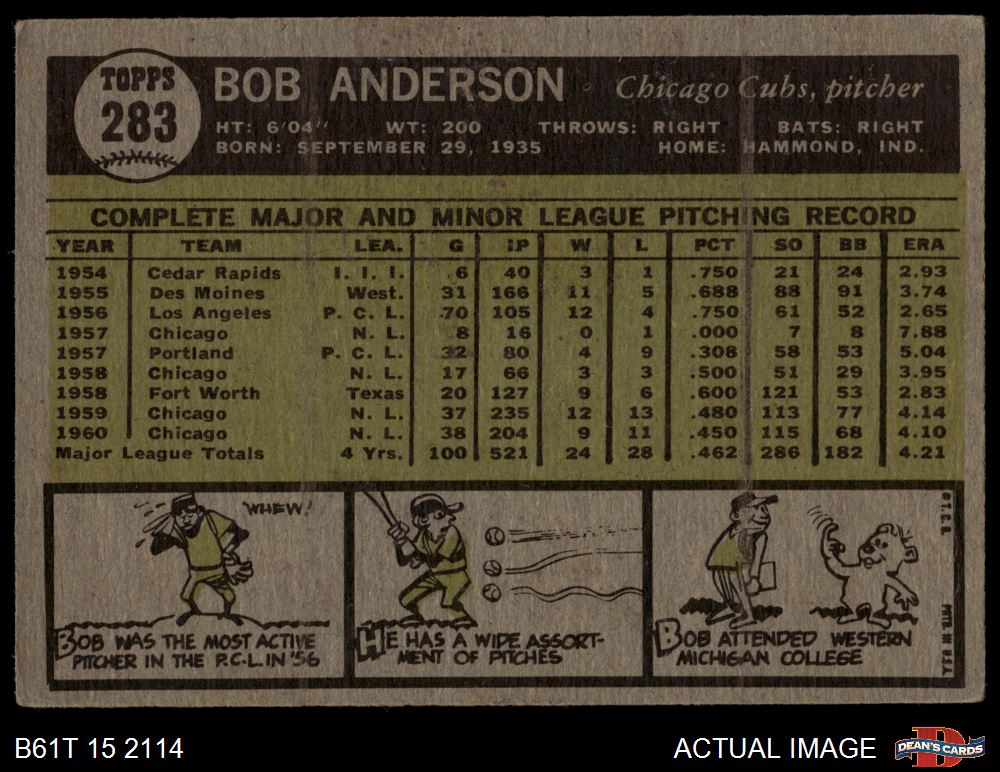 TOPPS
283
BOB ANDERSON Chicago Cubs, pitcher
HT: 6'04" WT: 200 THROWS: RIGHT BATS: RIGHT
BORN: SEPTEMBER 29, 1935 HOME: HAMMOND, IND.
COMPLETE MAJOR AND MINOR LEAGUE PITCHING RECORD
YEAR TEAM LEA. G IP W L PCT SO BB ERA
1954 Cedar Rapids I. I. I. 6 40 3 1 .750 21 24 2.93
1955 Des Moines West. 31 166 11 5 .688 88 91 3.74
1956 Los Angeles P. C. L. 70 105 12 4 .750 61 52 2.65
1957 Chicago N. L. 8 16 0 1 .000 7 8 7.88
1957 Portland P. C. L. 32 80 4 9 .308 58 53 5.04
1958 Chicago N. L. 17 66 3 3 .500 51 29 3.95
1958 Fort Worth Texas 20 127 9 6 .600 121 53 2.83
1959 Chicago N. L. 37 235 12 13 .480 113 77 4.14
1960 Chicago N. L. 38 204 9 11 .450 115 68 4.10
Major League Totals 4 Yrs. 100 521 24 28 .462 286 182 4.21
"WHEW!
BOB WAS THE MOST ACTIVE
PITCHER IN THE P.C.L. IN '56
HE HAS A WIDE ASSORT-
MENT OF PITCHES
BOB ATTENDED WESTERN
MICHIGAN COLLEGE
© T.C.G. PRTD. IN U.S.A.
B61T 15 2114
ACTUAL IMAGE
D
DEAN'S CARDS